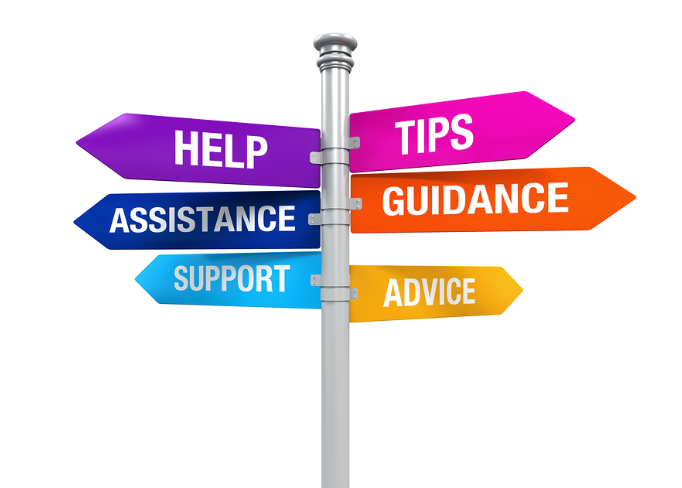 HELP
TIPS
ASSISTANCE
GUIDANCE
SUPPORT
ADVICE